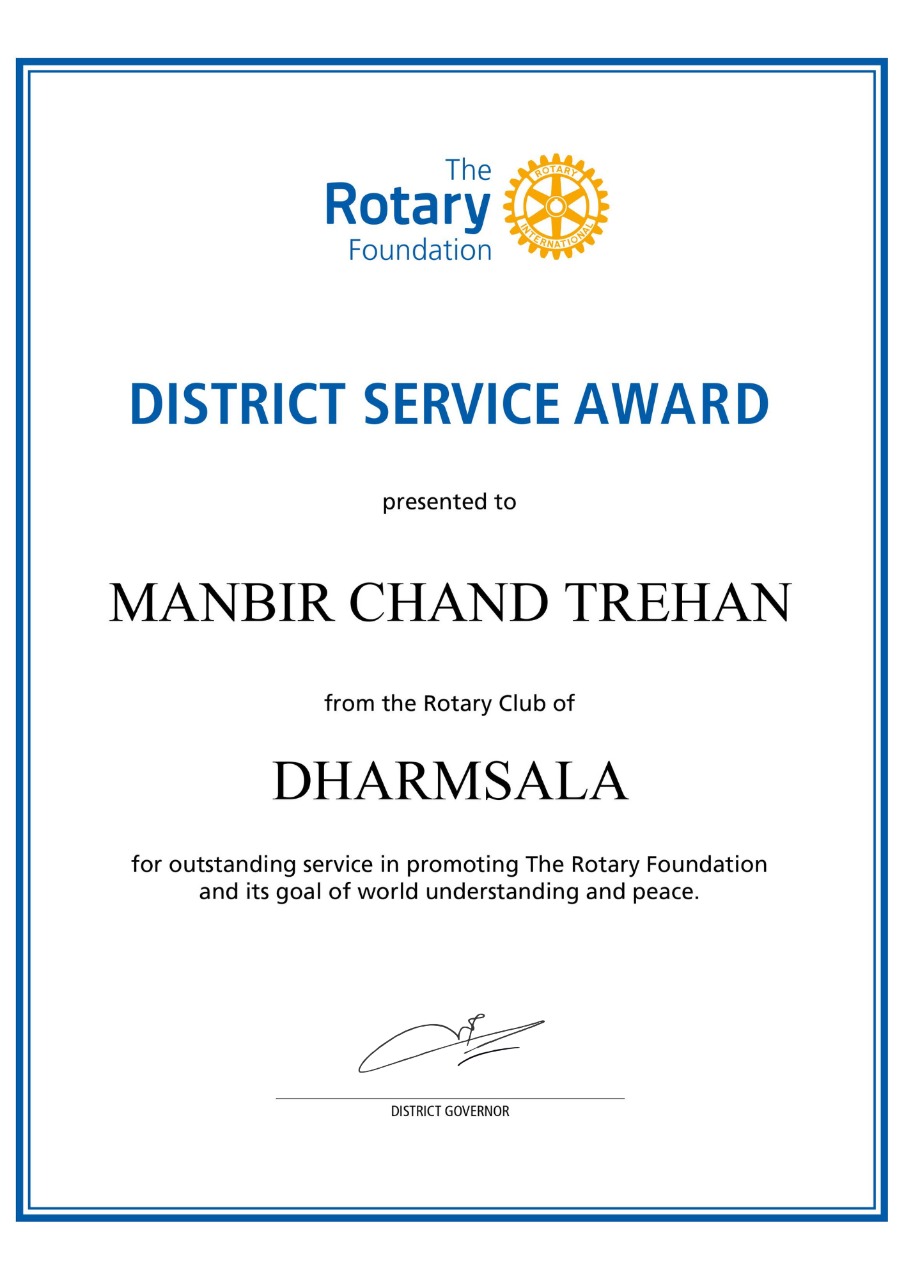 The
Rotary
Foundation
ROTARY
INTERNATIONAL
DISTRICT SERVICE AWARD
presented to
MANBIR CHAND TREHAN
from the Rotary Club of
DHARMSALA
for outstanding service in promoting The Rotary Foundation
and its goal of world understanding and peace.
DISTRICT GOVERNOR